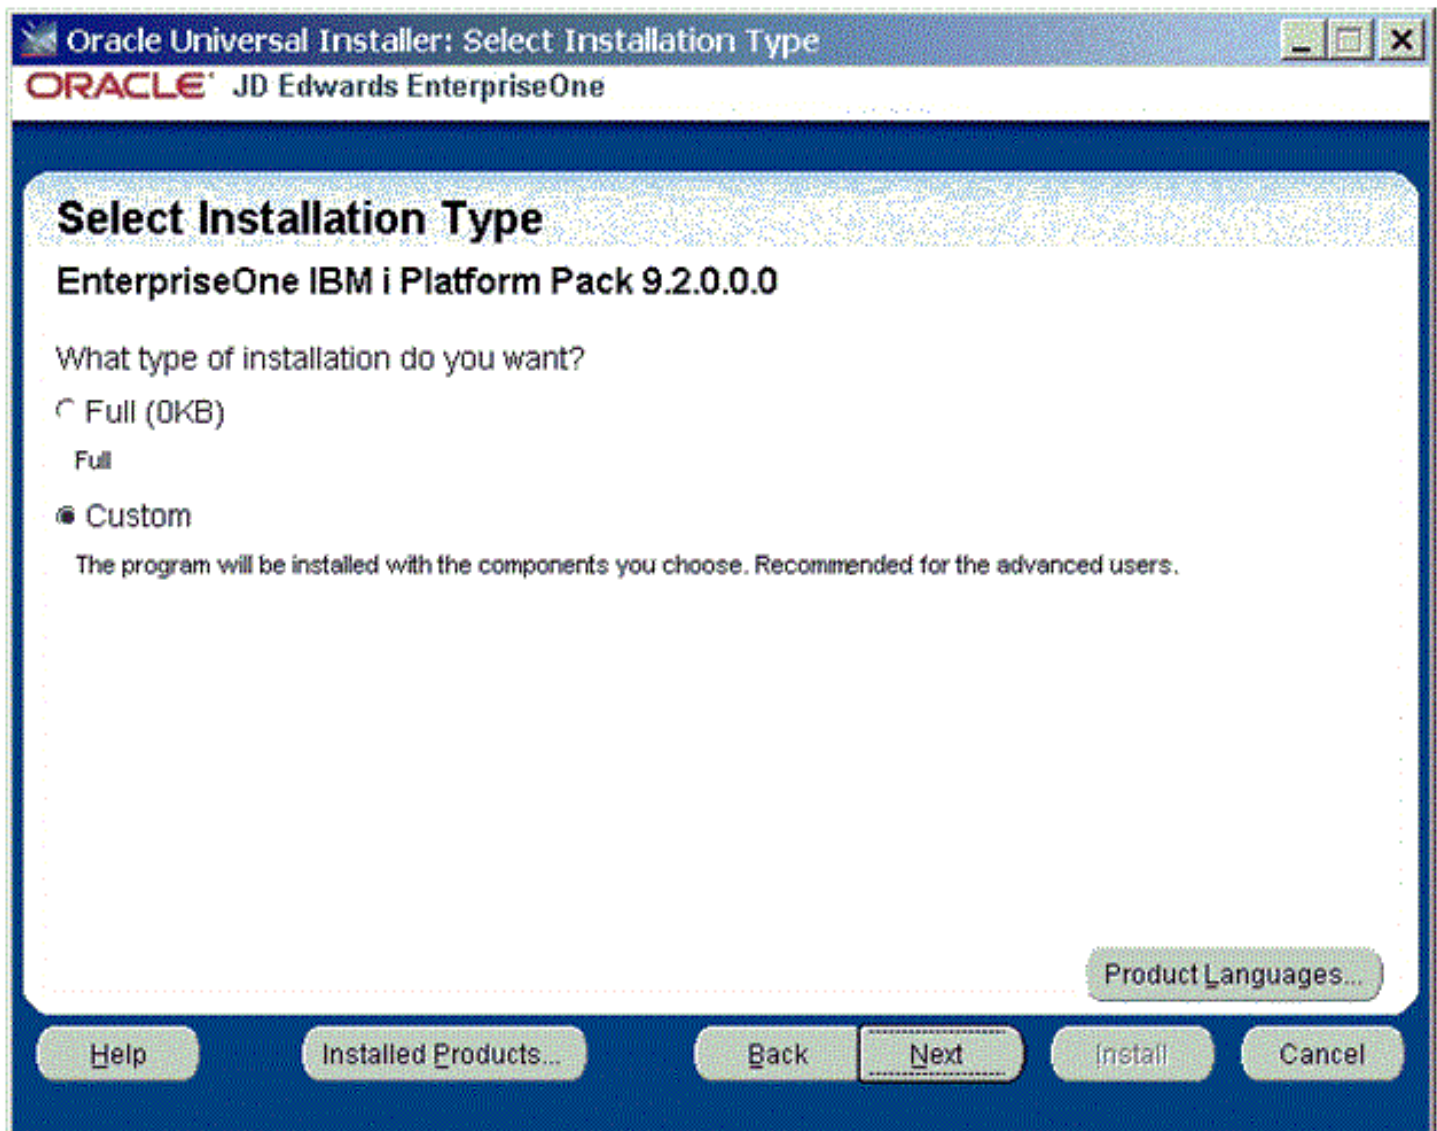 Oracle Universal Installer: Select Installation Type
ORACLE JD Edwards EnterpriseOne
Select Installation Type
EnterpriseOne IBM i Platform Pack 9.2.0.0.0
What type of installation do you want?
Full (0KB)
Full
Custom
The program will be installed with the components you choose. Recommended for the advanced users.
Product Languages...
Help Installed Products... Back Next Install Cancel